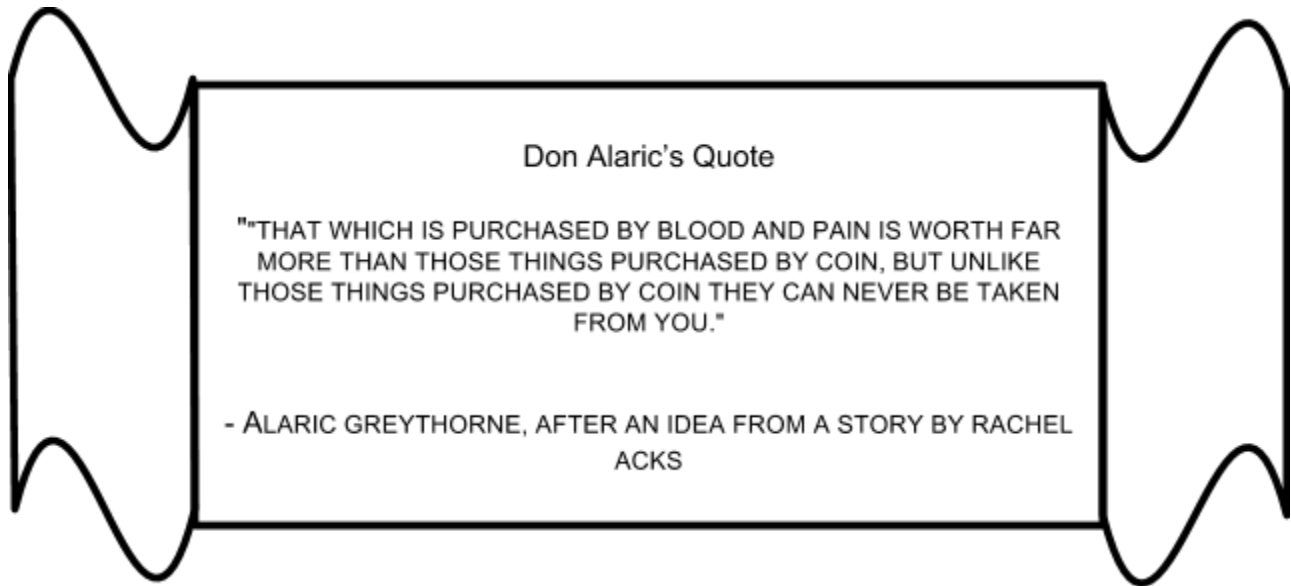 Don Alaric’s Quote
""THAT WHICH IS PURCHASED BY BLOOD AND PAIN IS WORTH FAR
MORE THAN THOSE THINGS PURCHASED BY COIN, BUT UNLIKE
THOSE THINGS PURCHASED BY COIN THEY CAN NEVER BE TAKEN
FROM YOU."
- ALARIC GREYTHORNE, AFTER AN IDEA FROM A STORY BY RACHEL
ACKS